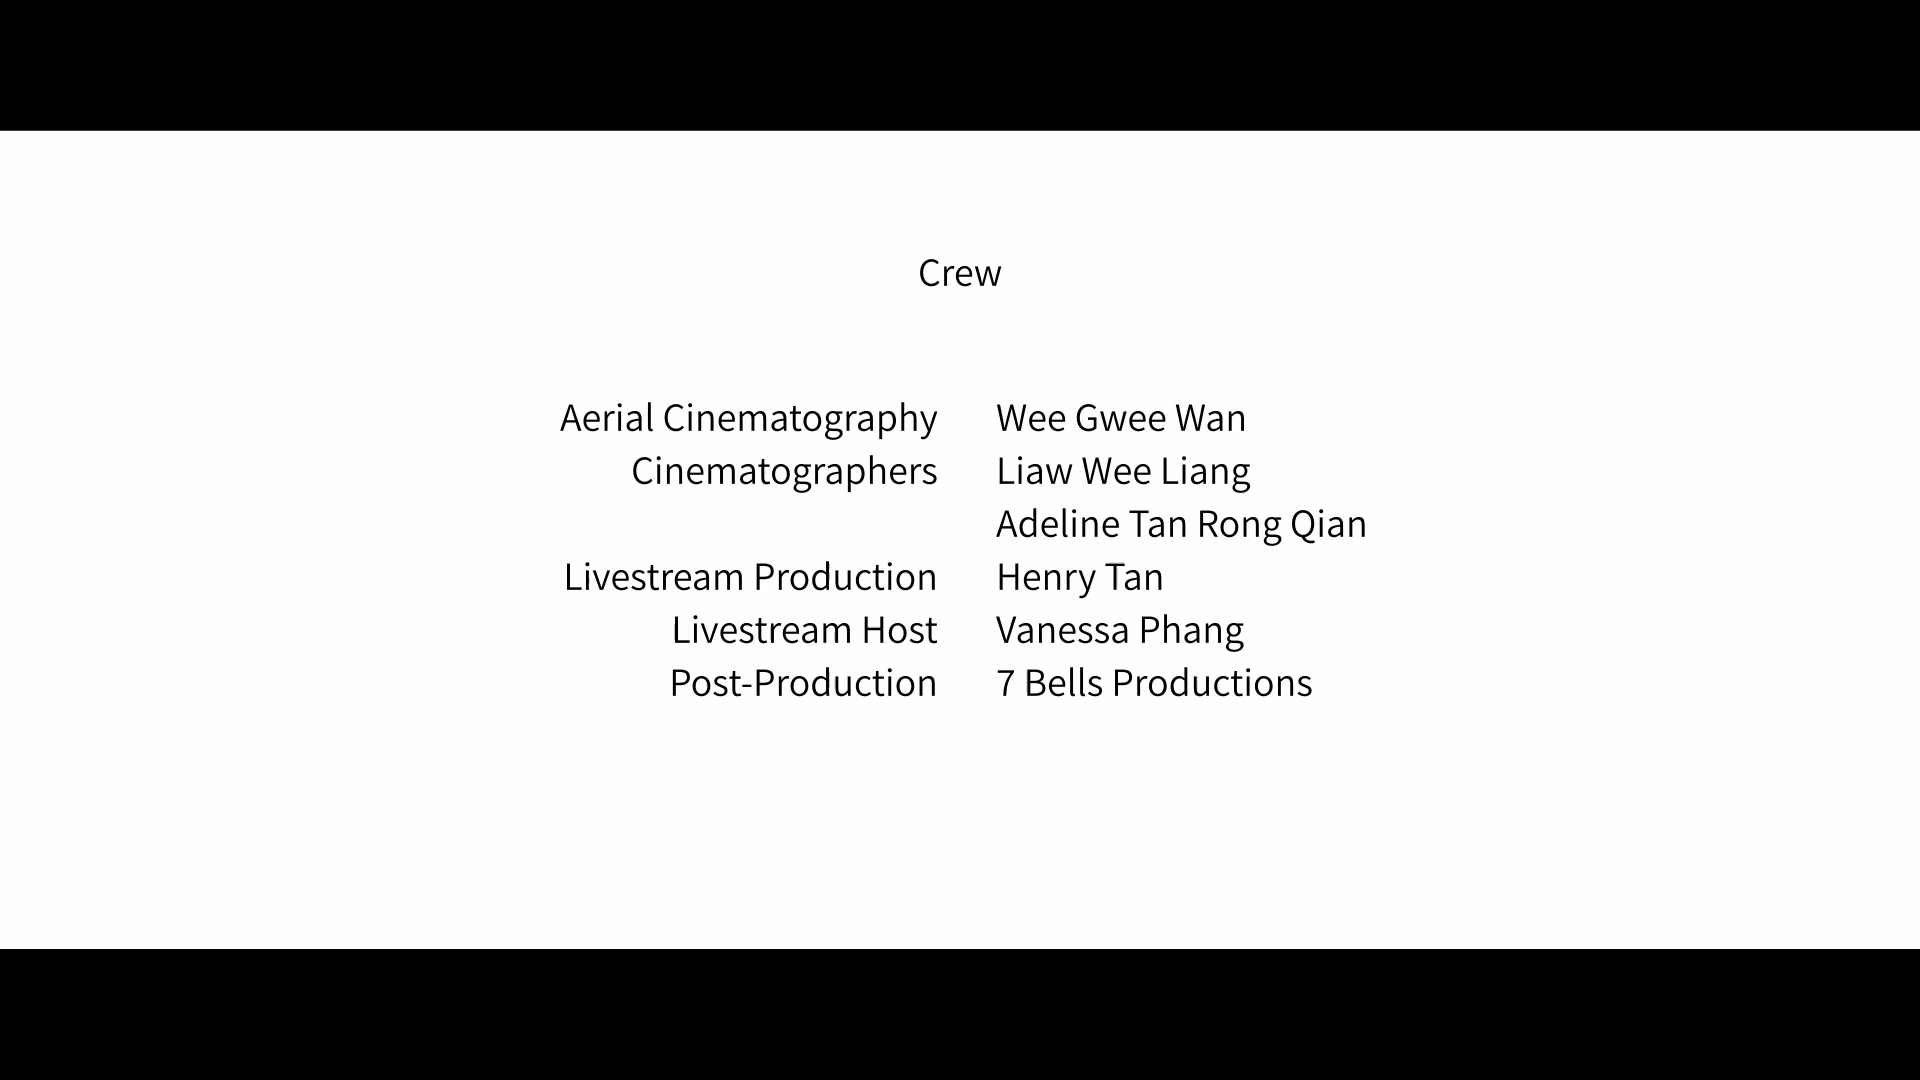 Crew
Aerial Cinematography Wee Gwee Wan
Cinematographers Liaw Wee Liang
Adeline Tan Rong Qian
Livestream Production Henry Tan
Livestream Host Vanessa Phang
Post-Production 7 Bells Productions